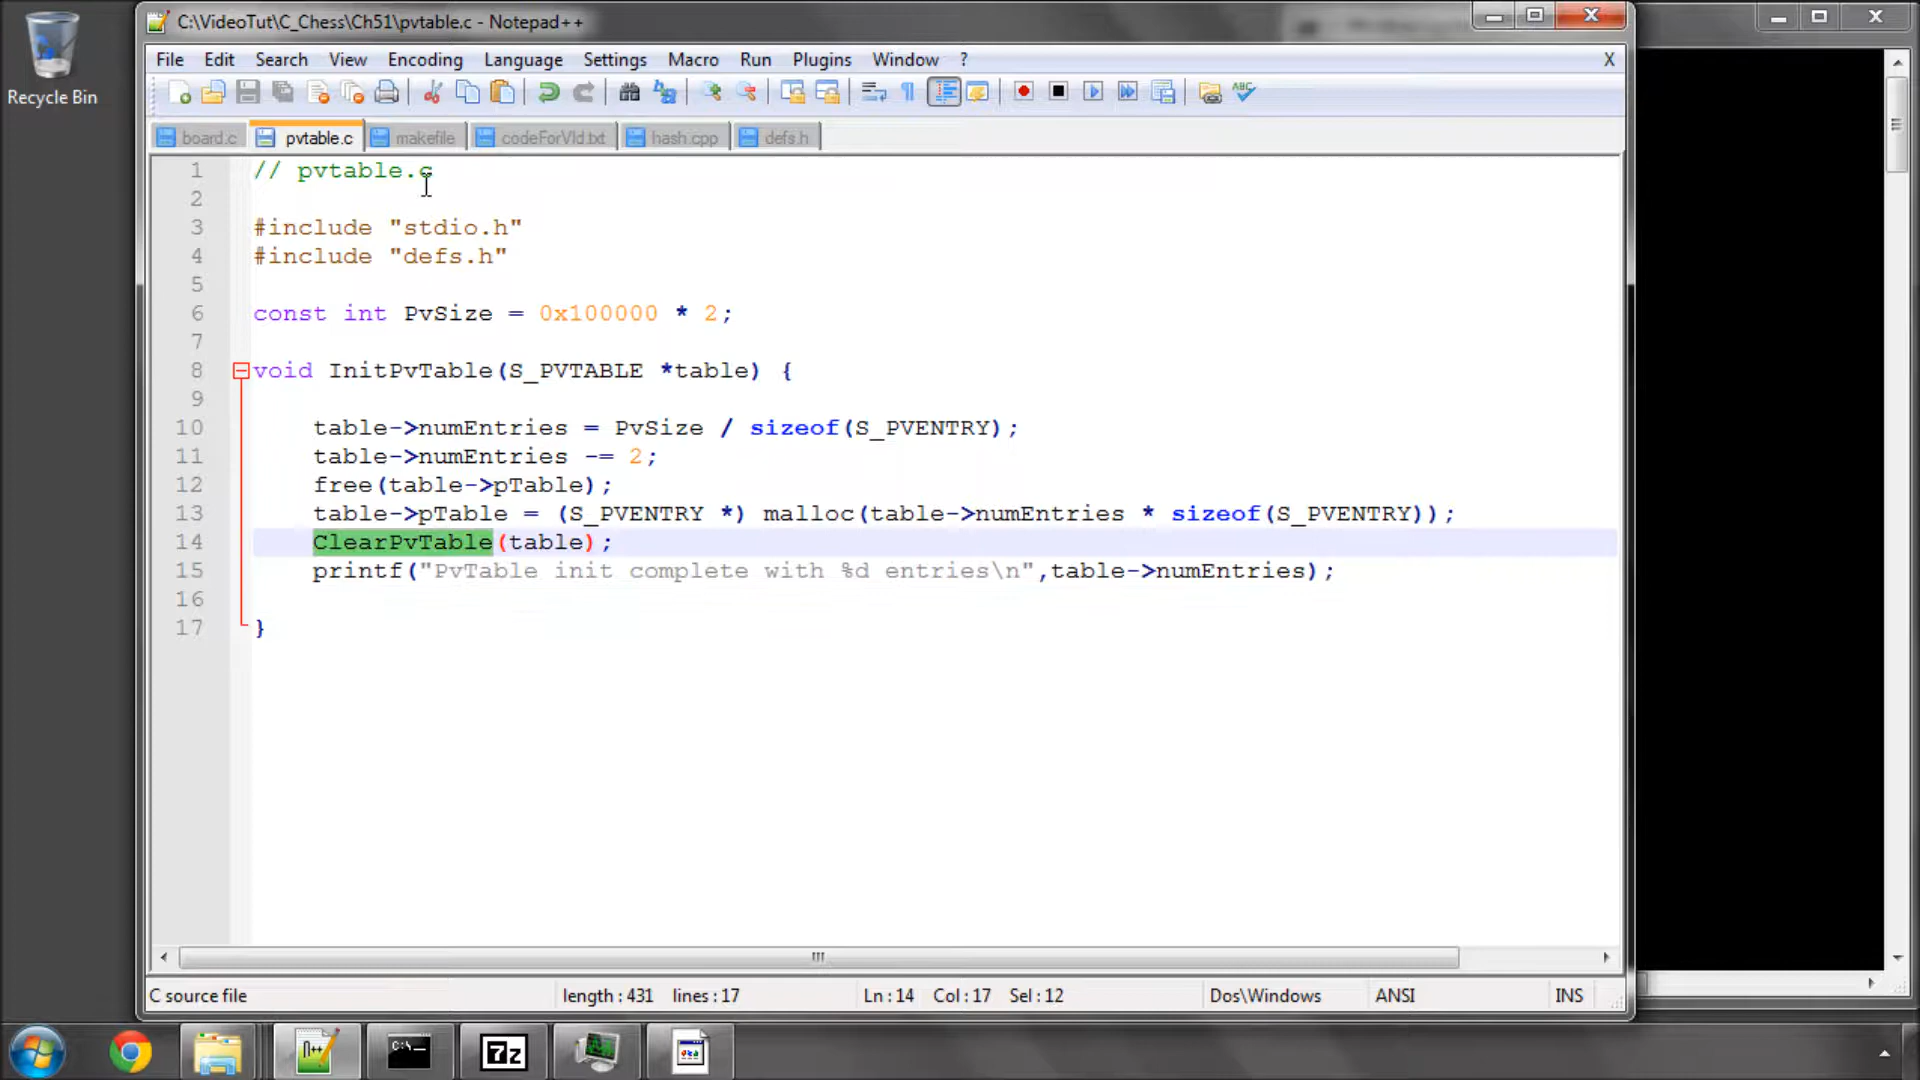 Recycle Bin
C:\VideoTut\C_Chess\Ch51\pvtable.c - Notepad++
File Edit Search View Encoding Language Settings Macro Run Plugins Window ? X
board.c pvtable.c makefile codeForVid.txt hash.cpp defs.h
1 // pvtable.c
2
3 #include "stdio.h"
4 #include "defs.h"
5
6 const int PvSize = 0x100000 * 2;
7
8 void InitPvTable(S_PVTABLE *table) {
9
10 table->numEntries = PvSize / sizeof(S_PVENTRY);
11 table->numEntries -= 2;
12 free(table->pTable);
13 table->pTable = (S_PVENTRY *) malloc(table->numEntries * sizeof(S_PVENTRY));
14 ClearPvTable(table);
15 printf("PvTable init complete with %d entries\n",table->numEntries);
16
17 }
C source file length : 431 lines : 17 Ln : 14 Col : 17 Sel : 12 Dos\Windows ANSI INS